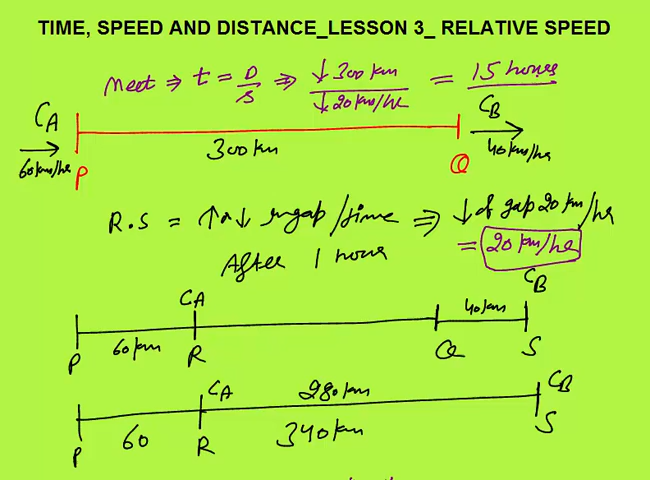 TIME, SPEED AND DISTANCE_LESSON 3_ RELATIVE SPEED
Meet ⇒ t = D/S ⇒ ↓300 km / ↓20 km/hr = 15 hours
CA CB
60 km/hr P 300 km Q 40 km/hr
R.S = ↑ or ↓ in gap/time ⇒ ↓ of gap 20 km/hr
After 1 hour = 20 km/hr
CA CB
P 60 km R Q 40 km S
CA 280 km CB
P 60 R 340 km S